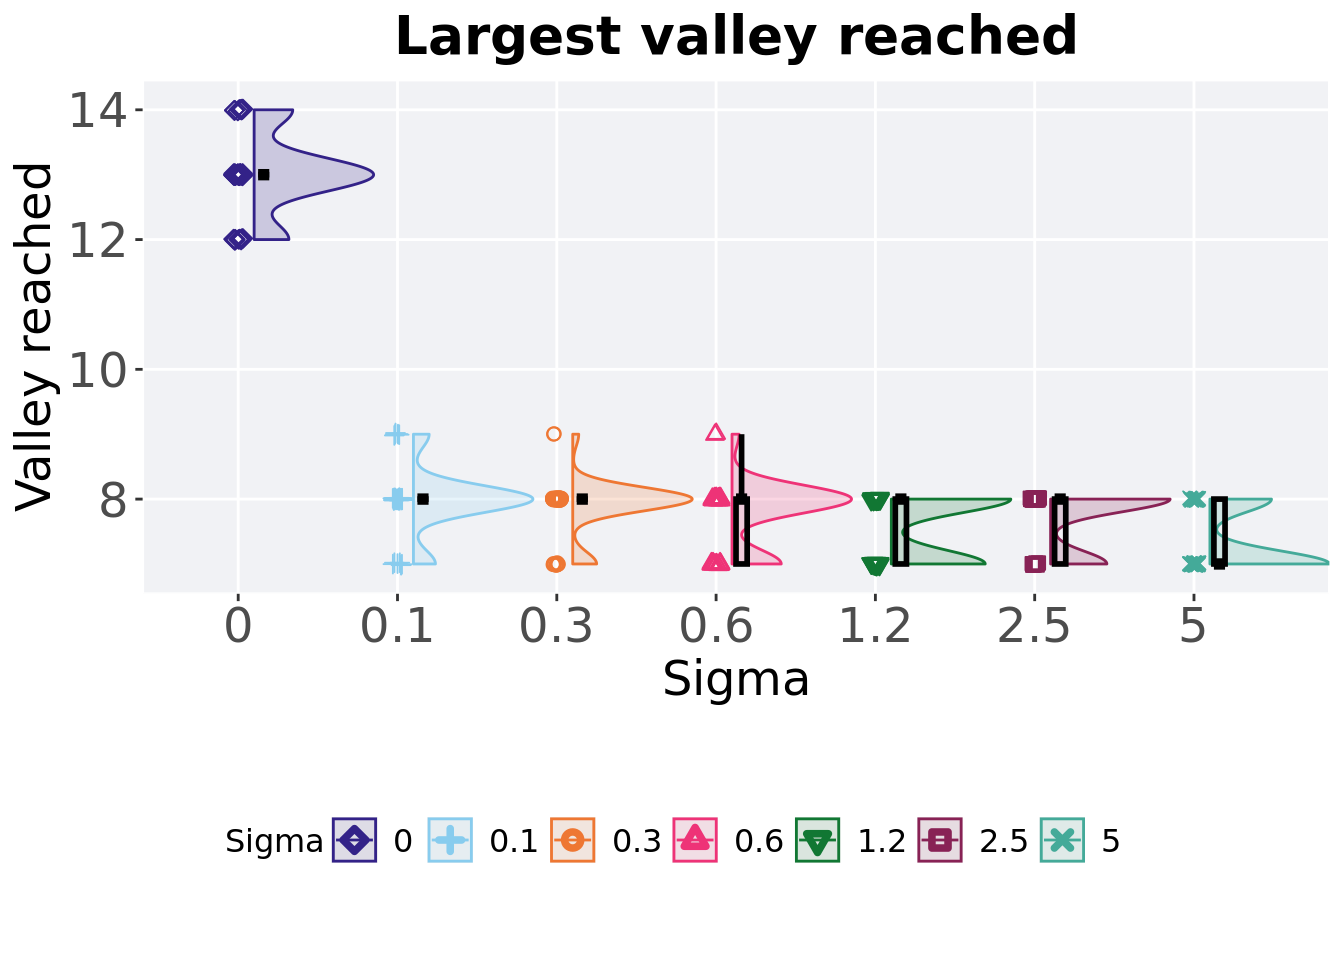 Largest valley reached
Valley reached
14
12
10
8
0 0.1 0.3 0.6 1.2 2.5 5
Sigma
Sigma 0 0.1 0.3 0.6 1.2 2.5 5